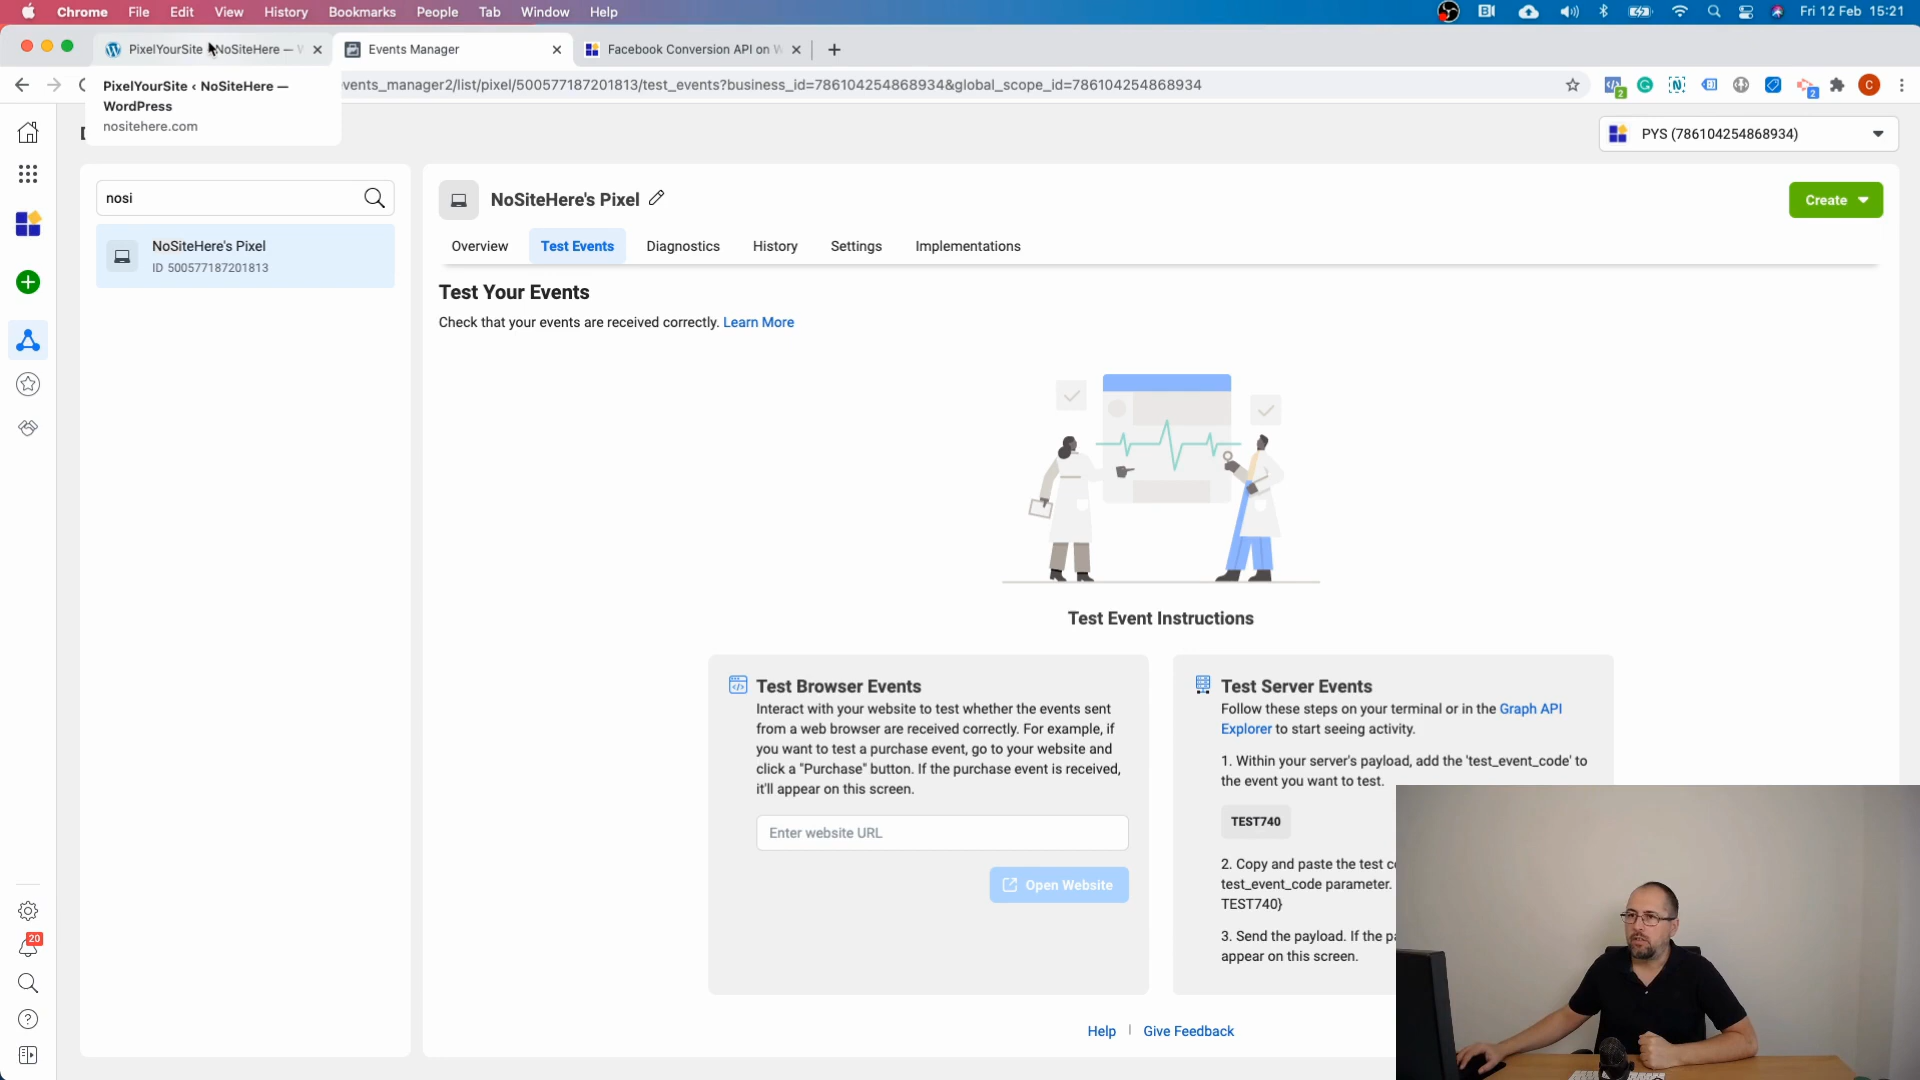 Chrome File Edit View History Bookmarks People Tab Window Help
Fri 12 Feb 15:21
PixelYourSite NoSiteHere —
Events Manager
Facebook Conversion API on
vents_manager2/list/pixel/500577187201813/test_events?business_id=786104254868934&global_scope_id=786104254868934
2
2
C
PixelYourSite ‹ NoSiteHere —
WordPress
nositehere.com
PYS (786104254868934)
nosi
NoSiteHere's Pixel
ID 500577187201813
NoSiteHere's Pixel
Create
Overview Test Events Diagnostics History Settings Implementations
Test Your Events
Check that your events are received correctly. Learn More
Test Event Instructions
Test Browser Events
Interact with your website to test whether the events sent
from a web browser are received correctly. For example, if
you want to test a purchase event, go to your website and
click a "Purchase" button. If the purchase event is received,
it'll appear on this screen.
Enter website URL
Open Website
Test Server Events
Follow these steps on your terminal or in the Graph API
Explorer to start seeing activity.
1. Within your server's payload, add the 'test_event_code' to
the event you want to test.
TEST740
2. Copy and paste the test
test_event_code parameter.
TEST740}
3. Send the payload. If the
appear on this screen.
20
Help | Give Feedback